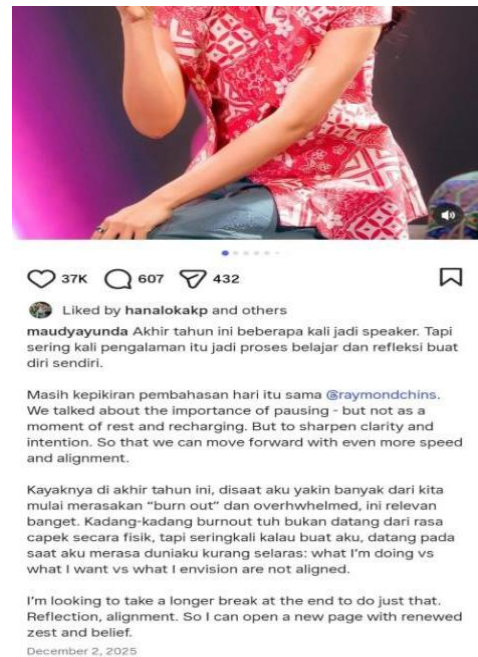 37K 607 432
Liked by hanalokakp and others
maudyayunda Akhir tahun ini beberapa kali jadi speaker. Tapi
sering kali pengalaman itu jadi proses belajar dan refleksi buat
diri sendiri.
Masih kepikiran pembahasan hari itu sama @raymondchins.
We talked about the importance of pausing - but not as a
moment of rest and recharging. But to sharpen clarity and
intention. So that we can move forward with even more speed
and alignment.
Kayaknya di akhir tahun ini, disaat aku yakin banyak dari kita
mulai merasakan “burn out” dan overhwhelmed, ini relevan
banget. Kadang-kadang burnout tuh bukan datang dari rasa
capek secara fisik, tapi seringkali kalau buat aku, datang pada
saat aku merasa duniaku kurang selaras: what I’m doing vs
what I want vs what I envision are not aligned.
I’m looking to take a longer break at the end to do just that.
Reflection, alignment. So I can open a new page with renewed
zest and belief.
December 2, 2025